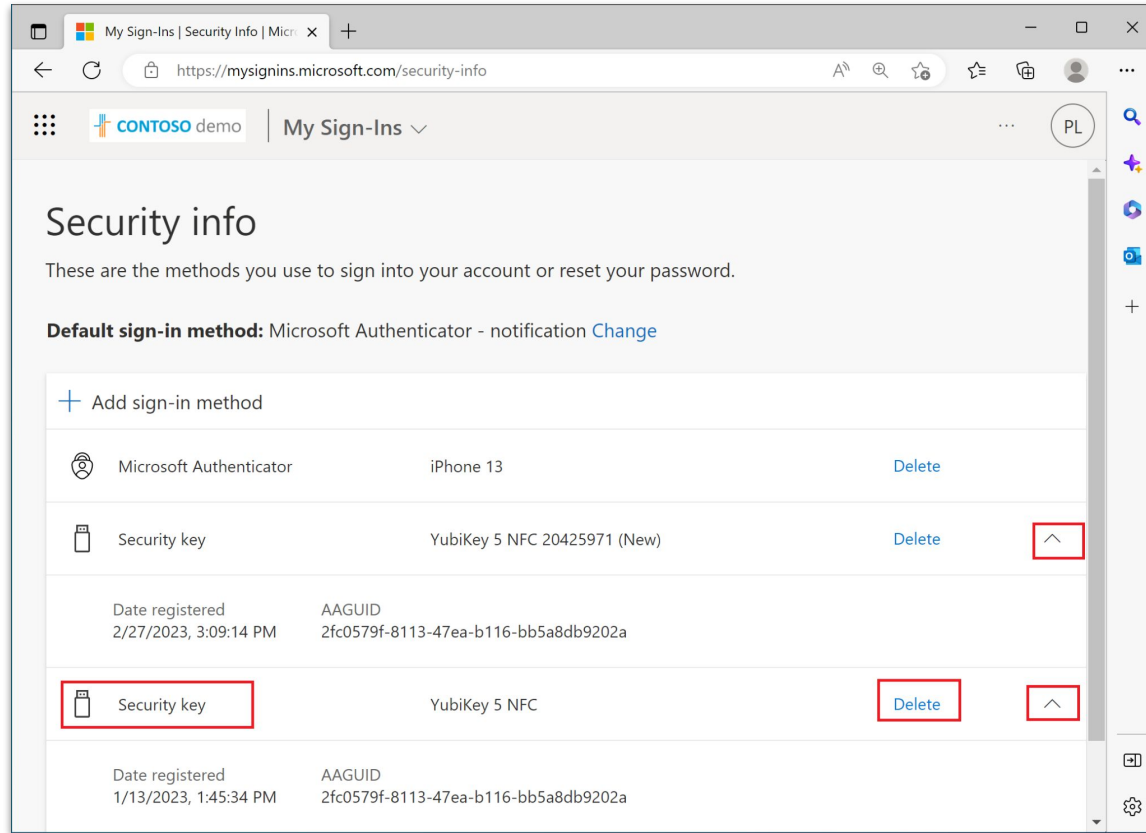 My Sign-Ins | Security Info | Micr
https://mysignins.microsoft.com/security-info
CONTOSO demo
My Sign-Ins
PL
Security info
These are the methods you use to sign into your account or reset your password.
Default sign-in method: Microsoft Authenticator - notification Change
Add sign-in method
Microsoft Authenticator iPhone 13 Delete
Security key YubiKey 5 NFC 20425971 (New) Delete
Date registered AAGUID
2/27/2023, 3:09:14 PM 2fc0579f-8113-47ea-b116-bb5a8db9202a
Security key YubiKey 5 NFC Delete
Date registered AAGUID
1/13/2023, 1:45:34 PM 2fc0579f-8113-47ea-b116-bb5a8db9202a